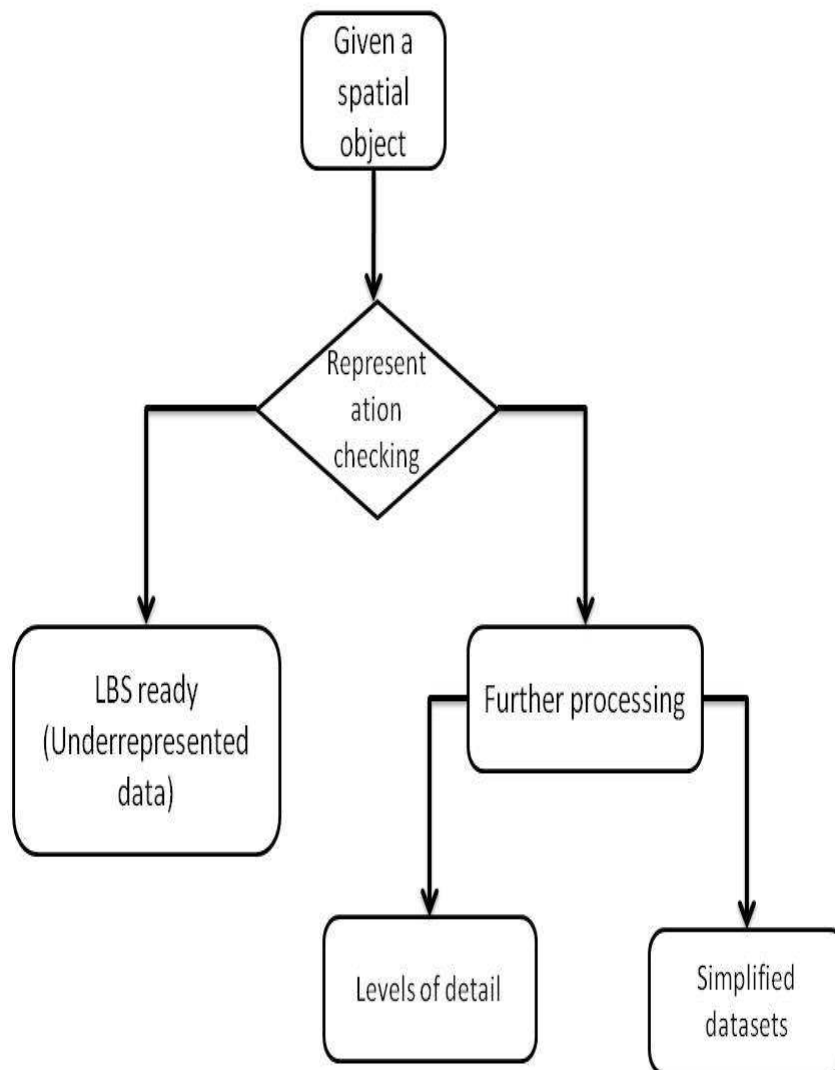 Given a
spatial
object
Represent
ation
checking
LBS ready
(Underrepresented
data)
Further processing
Levels of detail
Simplified
datasets